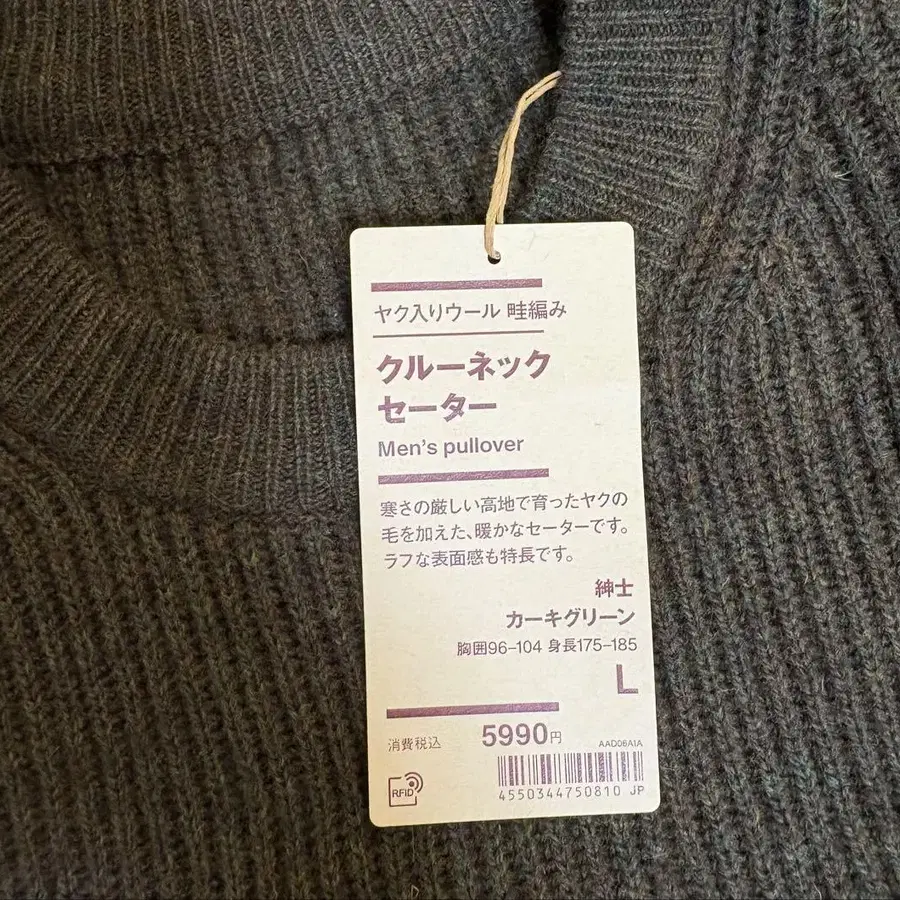 ヤク入りウール 畦編み
クルーネック
セーター
Men's pullover
寒さの厳しい高地で育ったヤクの
毛を加えた、暖かなセーターです。
ラフな表面感も特長です。
紳士
カーキグリーン
胸囲96-104 身長175-185
L
消費税込 5990円
AAD06A1A
RFID
4550344750810 JP